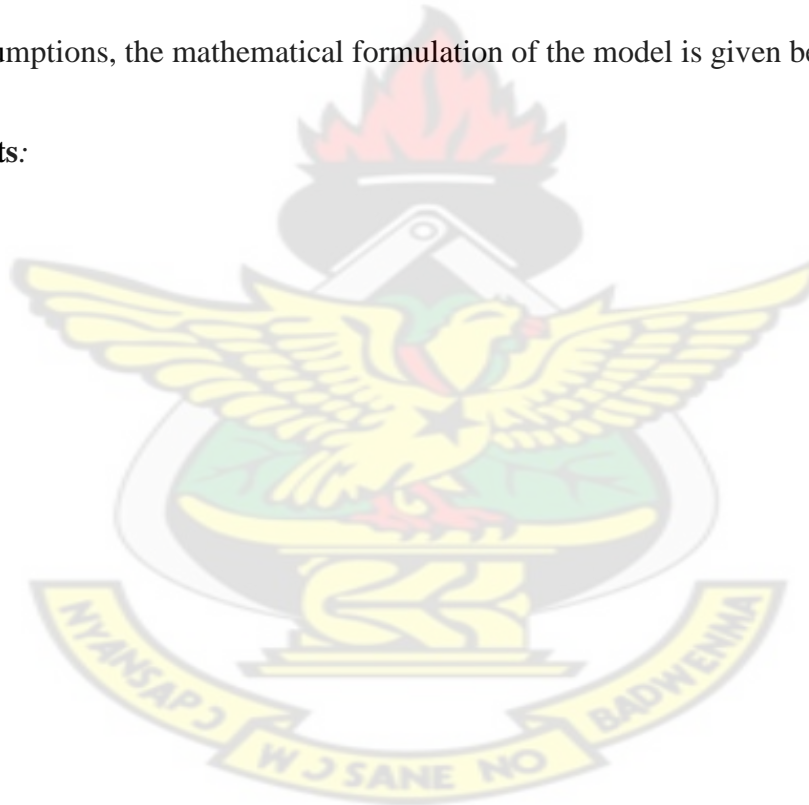 umptions, the mathematical formulation of the model is given be
ts:
NYANSAPƆ
WƆSANE NO
BADWENMA